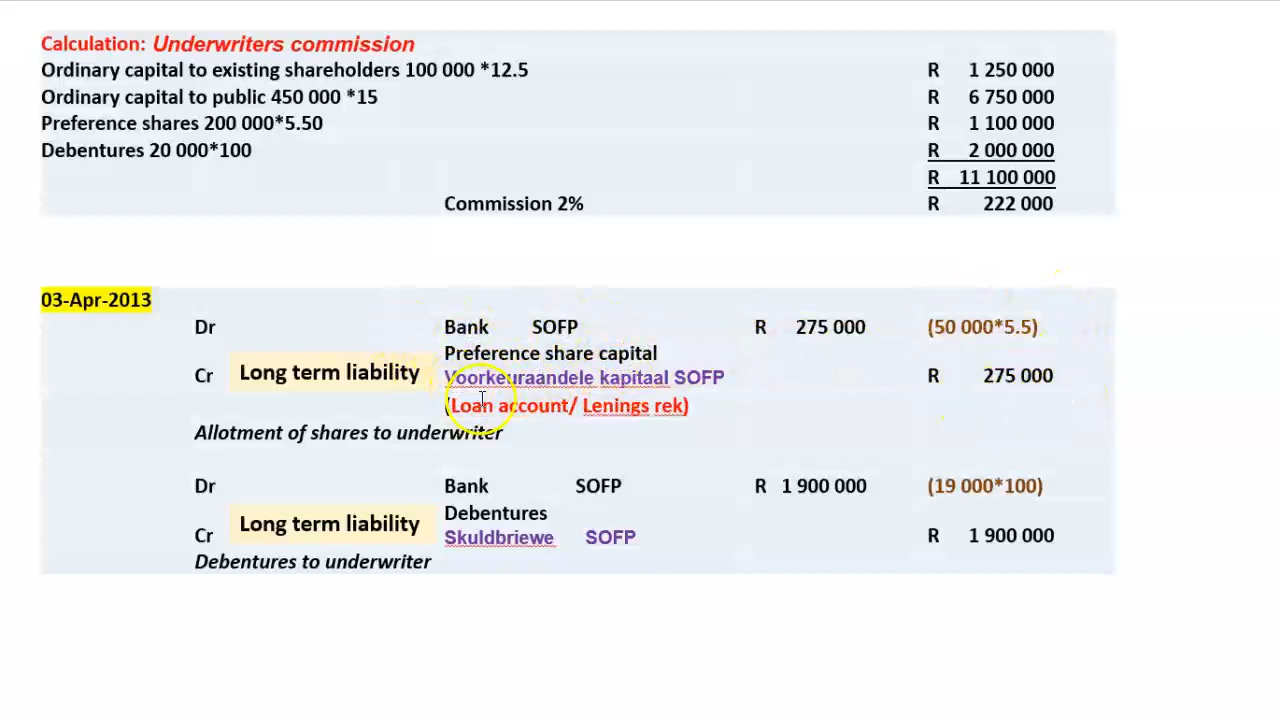 Calculation: Underwriters commission
Ordinary capital to existing shareholders 100 000 *12.5 R 1 250 000
Ordinary capital to public 450 000 *15 R 6 750 000
Preference shares 200 000*5.50 R 1 100 000
Debentures 20 000*100 R 2 000 000
R 11 100 000
Commission 2% R 222 000
03-Apr-2013
Dr Bank SOFP R 275 000 (50 000*5.5)
Preference share capital
Cr Long term liability Voorkeuraandele kapitaal SOFP R 275 000
(Loan account/ Lenings rek)
Allotment of shares to underwriter
Dr Bank SOFP R 1 900 000 (19 000*100)
Debentures
Cr Long term liability Skuldbriewe SOFP R 1 900 000
Debentures to underwriter